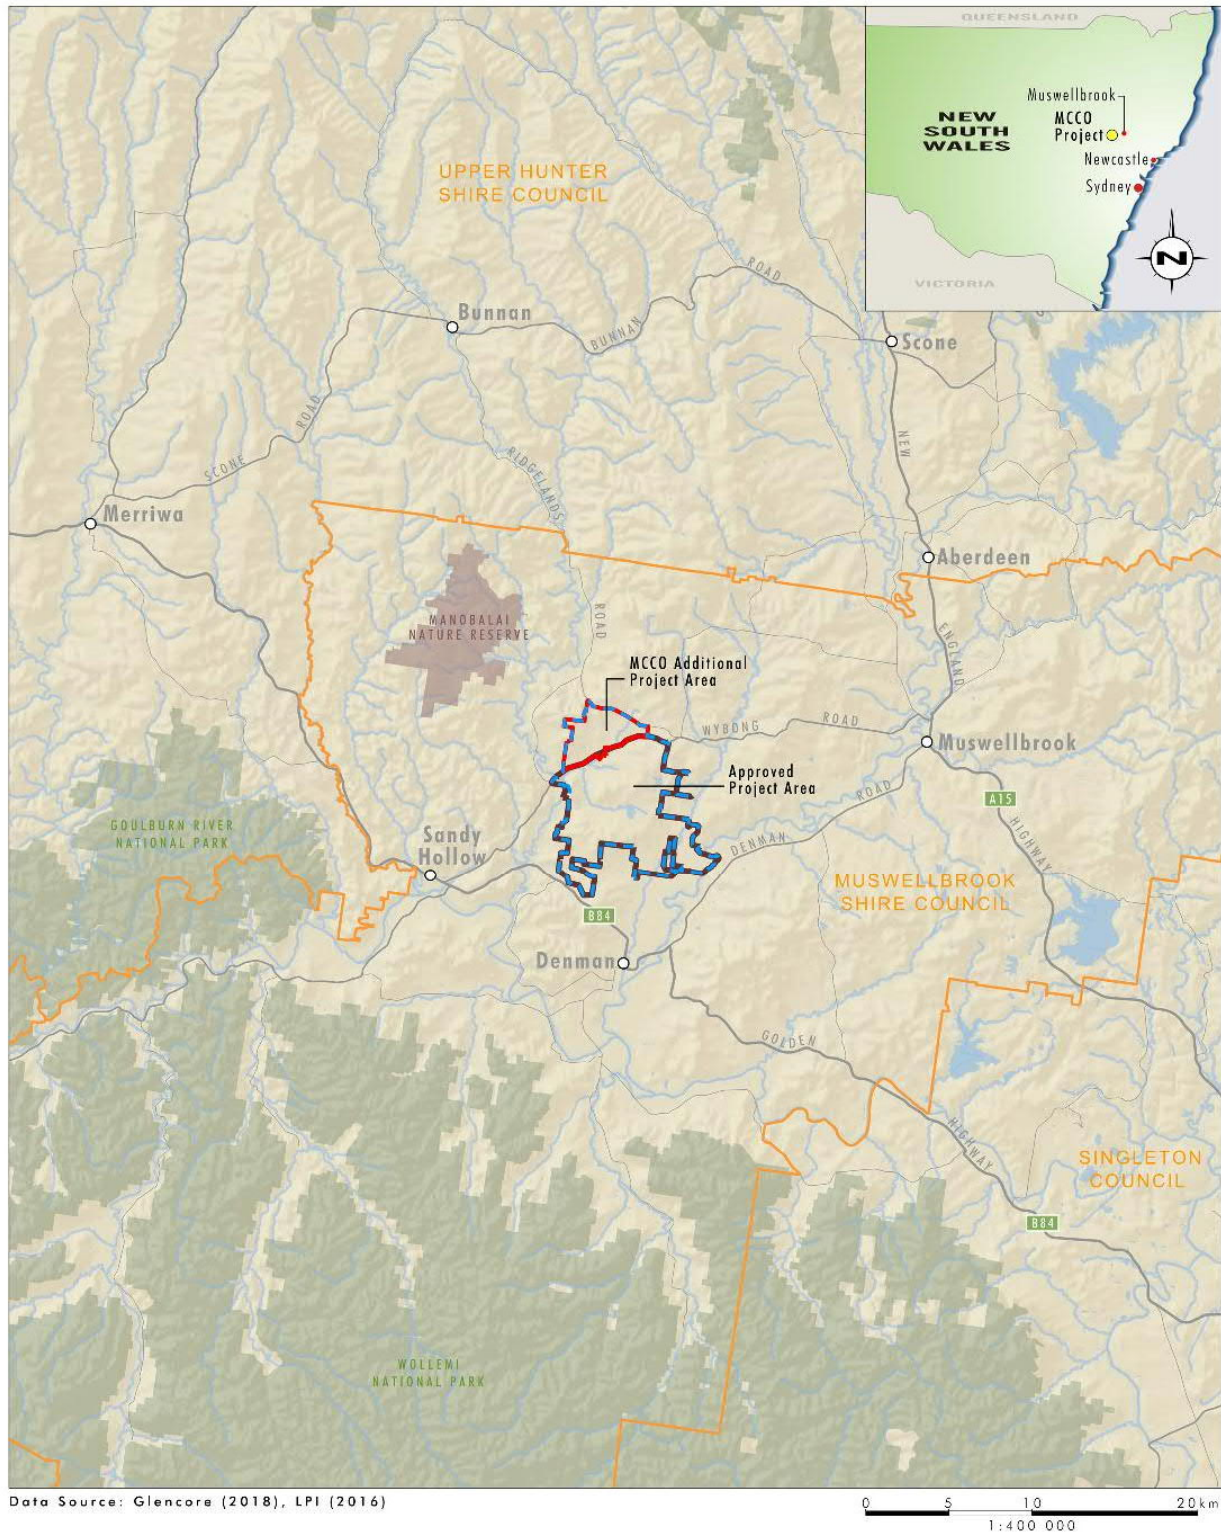 QUEENSLAND
Muswellbrook
MCCO
Project
NEW
SOUTH
WALES
Newcastle
Sydney
N
VICTORIA
UPPER HUNTER
SHIRE COUNCIL
ROAD
Bunnan
BUNNAN
Scone
NEW
ROAD
SCONE
RIDGELANDS
Merriwa
Aberdeen
ROAD
MANOBALAI
NATURE RESERVE
ENGLAND
MCCO Additional
Project Area
WYBONG
ROAD
Muswellbrook
Approved
Project Area
ROAD
A15
HIGHWAY
GOULBURN RIVER
NATIONAL PARK
Sandy
Hollow
DENMAN
MUSWELLBROOK
SHIRE COUNCIL
B84
Denman
GOLDEN
HIGHWAY
SINGLETON
COUNCIL
B84
WOLLEMI
NATIONAL PARK
Data Source: Glencore (2018), LPI (2016)
0 5 10 20km
1:400 000